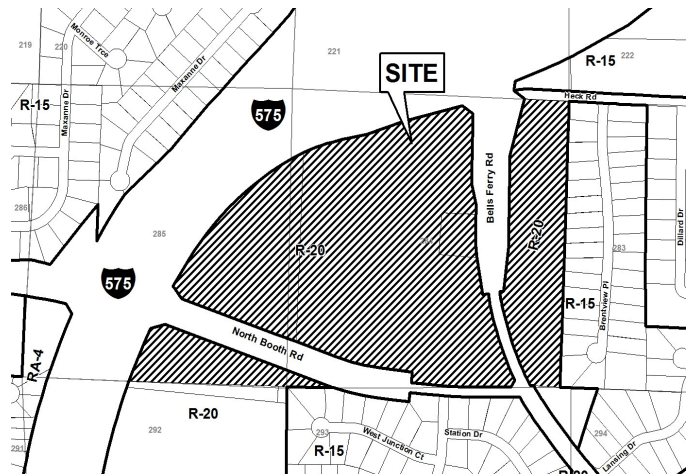 219
220
Monroe Trce
Maxanne Dr
221
SITE
R-15
222
R-15
Maxanne Dr
575
Heck Rd
Bells Ferry Rd
286
285
R-20
R-20
283
Dillard Dr
575
R-15
Brentview Pl
North Booth Rd
RA-4
R-20
292
293
R-15
West Junction Ct
Station Dr
294
Lansing Dr
291
R-20